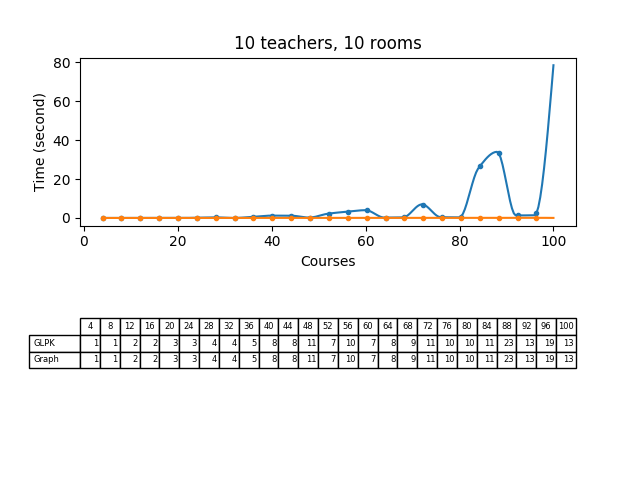 10 teachers, 10 rooms
80
60
40
20
0
Time (second)
0 20 40 60 80 100
Courses
4 8 12 16 20 24 28 32 36 40 44 48 52 56 60 64 68 72 76 80 84 88 92 96 100
GLPK 1 1 2 2 3 3 4 4 5 8 8 11 7 10 7 8 9 11 10 10 11 23 13 19 13
Graph 1 1 2 2 3 3 4 4 5 8 8 11 7 10 7 8 9 11 10 10 11 23 13 19 13